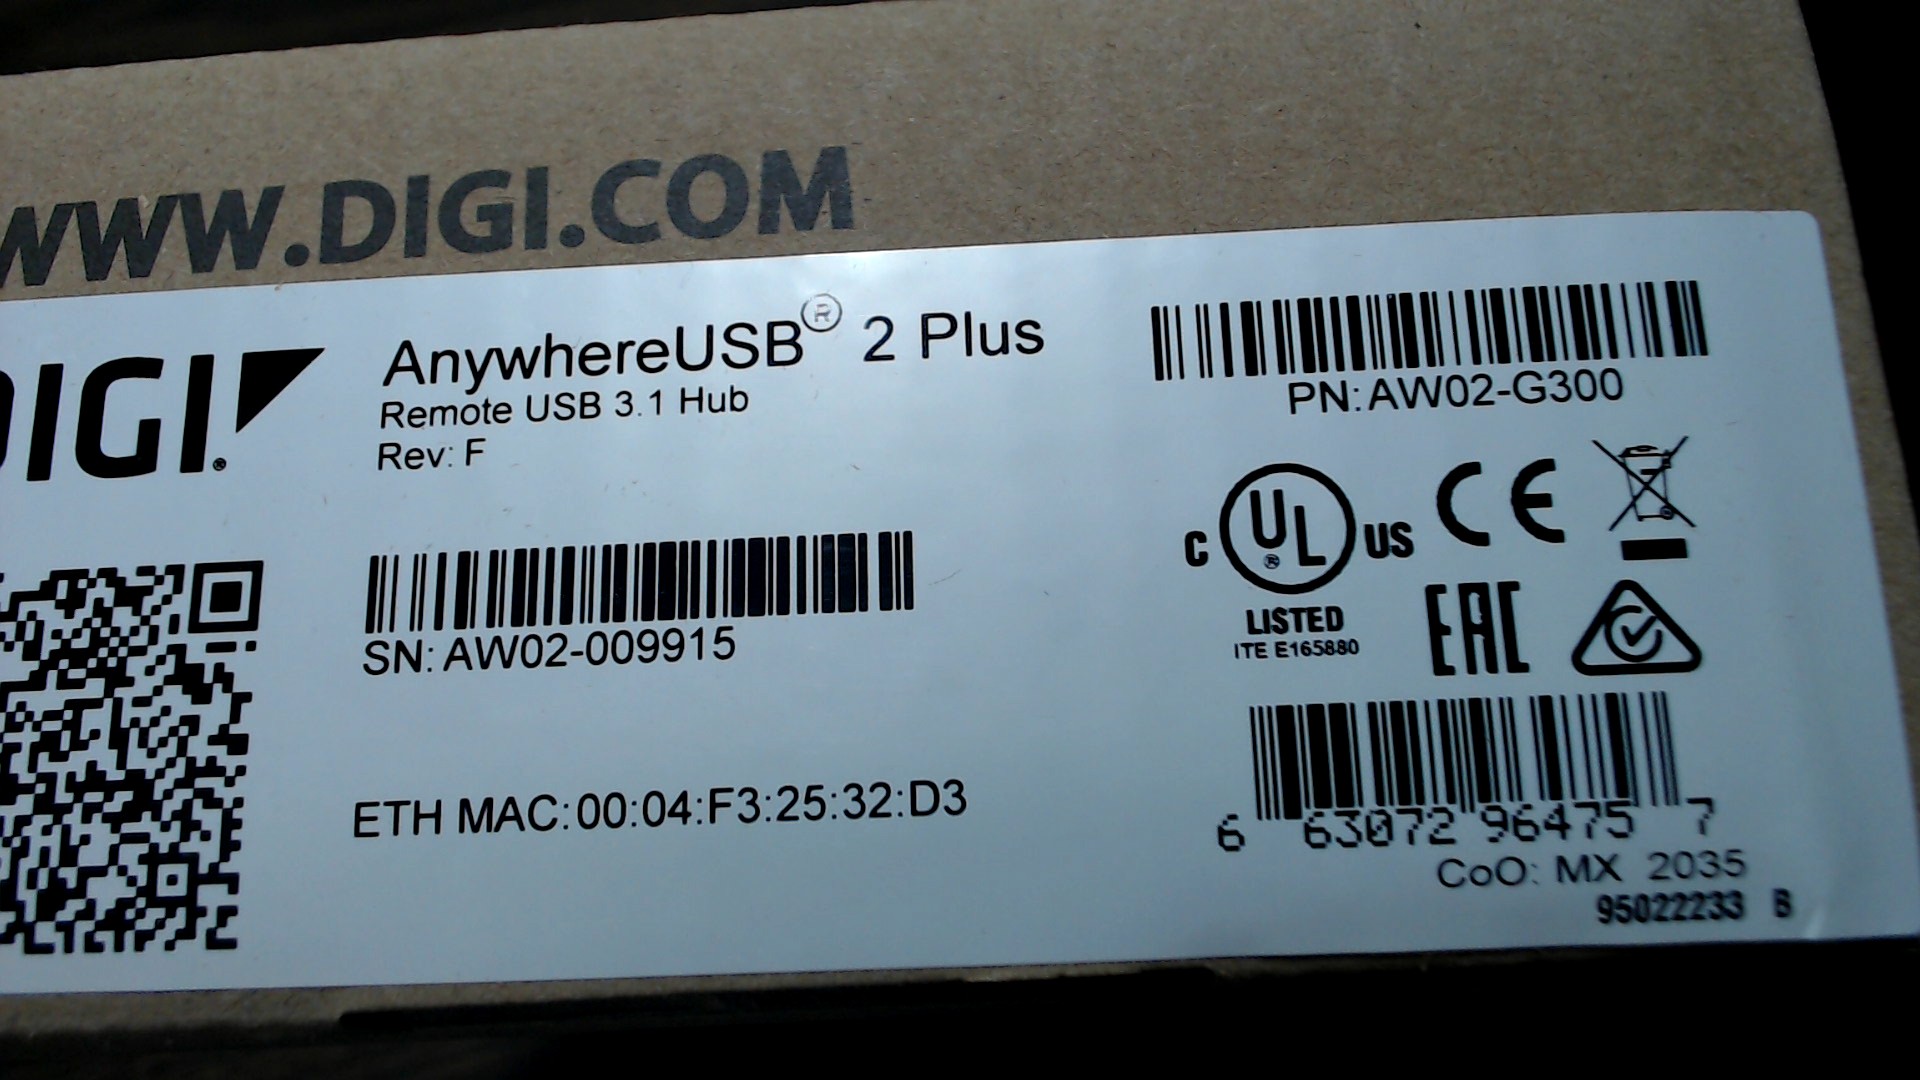 WWW.DIGI.COM
DIGI®
AnywhereUSB® 2 Plus
Remote USB 3.1 Hub
Rev: F
SN: AW02-009915
ETH MAC:00:04:F3:25:32:D3
PN: AW02-G300
C UL® US CE
LISTED
ITE E165880
EAC
6 63072 96475 7
CoO: MX 2035
95022233 B